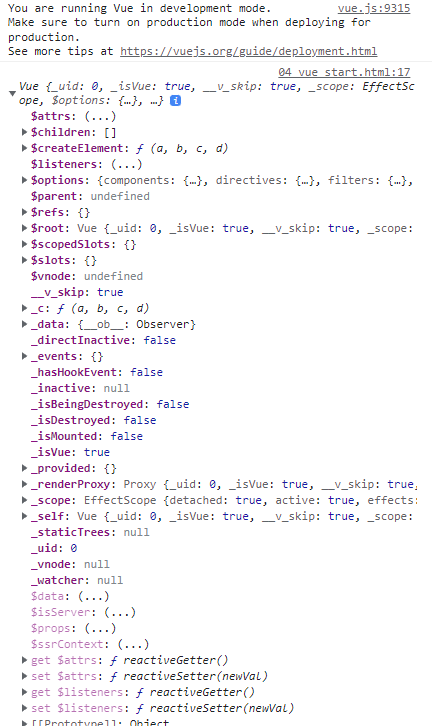 You are running Vue in development mode. vue.js:9315
Make sure to turn on production mode when deploying for
production.
See more tips at https://vuejs.org/guide/deployment.html
04 vue start.html:17
Vue {_uid: 0, _isVue: true, __v_skip: true, _scope: EffectSc
ope, $options: {…}, …}
$attrs: (...)
$children: []
$createElement: ƒ (a, b, c, d)
$listeners: (...)
$options: {components: {…}, directives: {…}, filters: {…},
$parent: undefined
$refs: {}
$root: Vue {_uid: 0, _isVue: true, __v_skip: true, _scope:
$scopedSlots: {}
$slots: {}
$vnode: undefined
__v_skip: true
_c: ƒ (a, b, c, d)
_data: {__ob__: Observer}
_directInactive: false
_events: {}
_hasHookEvent: false
_inactive: null
_isBeingDestroyed: false
_isDestroyed: false
_isMounted: false
_isVue: true
_provided: {}
_renderProxy: Proxy {_uid: 0, _isVue: true, __v_skip: true,
_scope: EffectScope {detached: true, active: true, effects:
_self: Vue {_uid: 0, _isVue: true, __v_skip: true, _scope:
_staticTrees: null
_uid: 0
_vnode: null
_watcher: null
$data: (...)
$isServer: (...)
$props: (...)
$ssrContext: (...)
get $attrs: ƒ reactiveGetter()
set $attrs: ƒ reactiveSetter(newVal)
get $listeners: ƒ reactiveGetter()
set $listeners: ƒ reactiveSetter(newVal)
[[Prototype]]: Object